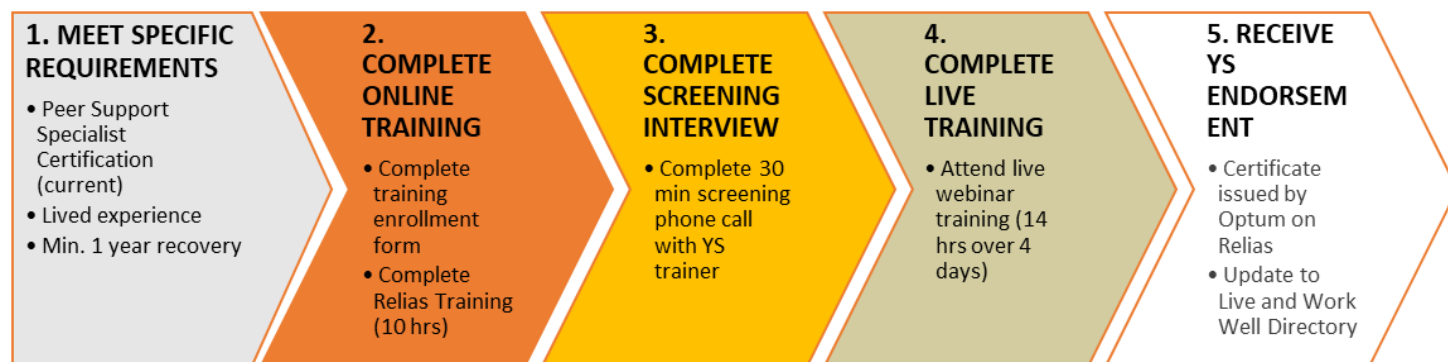 1. MEET SPECIFIC
REQUIREMENTS
• Peer Support
Specialist
Certification
(current)
• Lived experience
• Min. 1 year recovery
2.
COMPLETE
ONLINE
TRAINING
• Complete
training
enrollment
form
• Complete
Relias Training
(10 hrs)
3.
COMPLETE
SCREENING
INTERVIEW
• Complete 30
min screening
phone call
with YS
trainer
4.
COMPLETE
LIVE
TRAINING
• Attend live
webinar
training (14
hrs over 4
days)
5. RECEIVE
YS
ENDORSEM
ENT
• Certificate
issued by
Optum on
Relias
• Update to
Live and Work
Well Directory